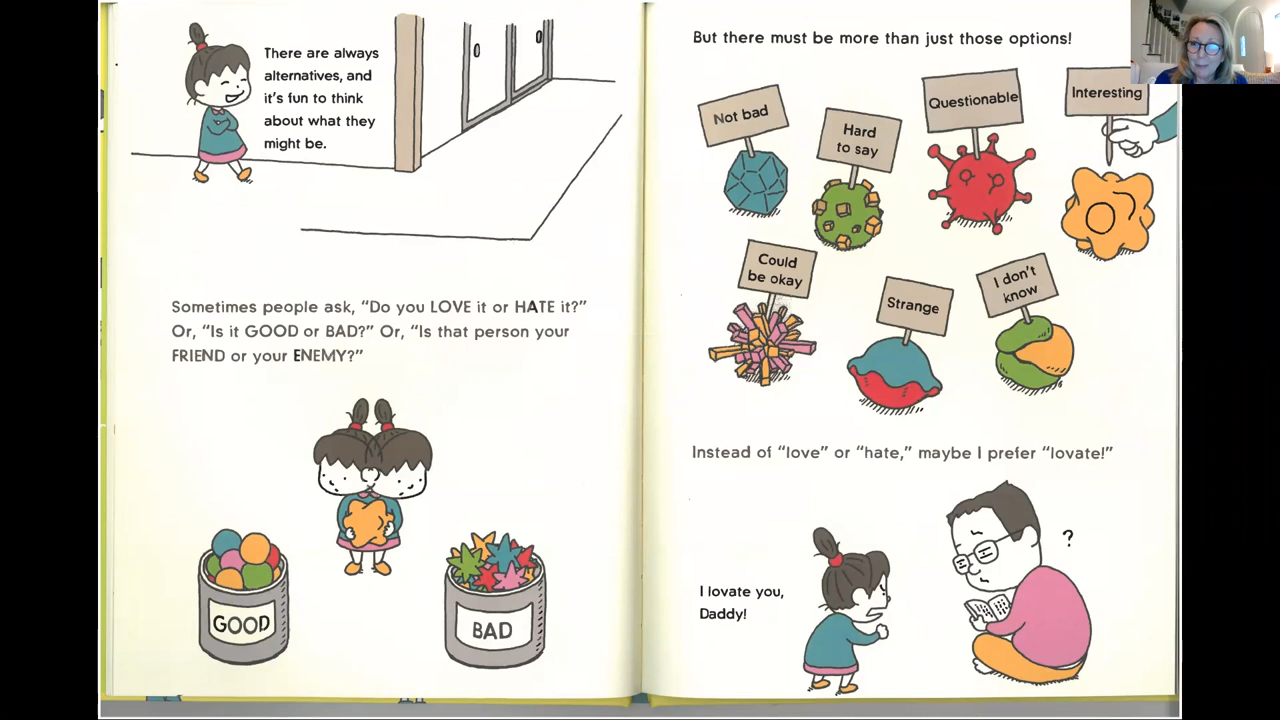 There are always
alternatives, and
it's fun to think
about what they
might be.
Sometimes people ask, “Do you LOVE it or HATE it?”
Or, “Is it GOOD or BAD?” Or, “Is that person your
FRIEND or your ENEMY?”
GOOD
BAD
But there must be more than just those options!
Not bad
Hard
to say
Questionable
Interesting
Could
be okay
Strange
I don't
know
Instead of “love” or “hate,” maybe I prefer “lovate!”
?
I lovate you,
Daddy!